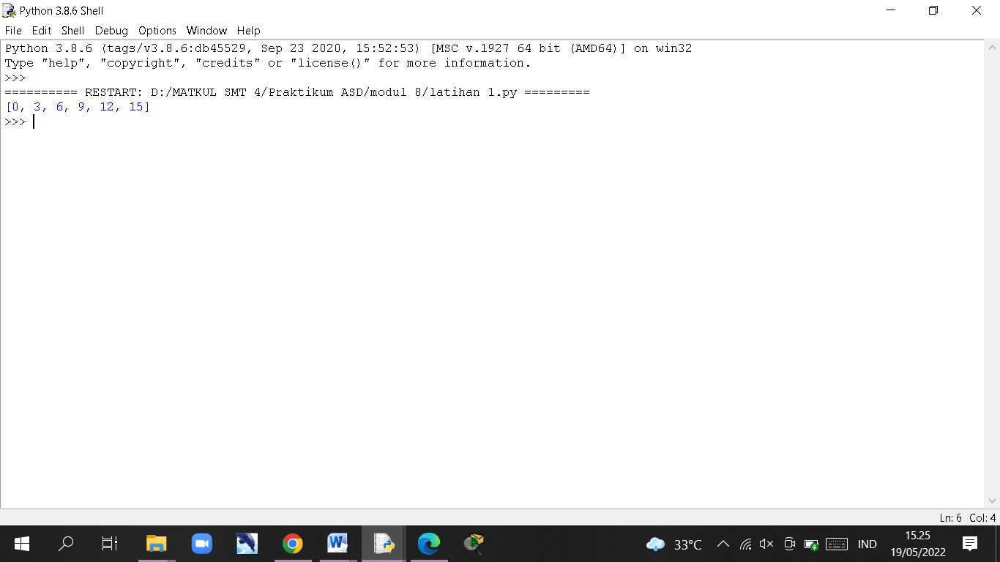 Python 3.8.6 Shell
File Edit Shell Debug Options Window Help
Python 3.8.6 (tags/v3.8.6:db45529, Sep 23 2020, 15:52:53) [MSC v.1927 64 bit (AMD64)] on win32
Type "help", "copyright", "credits" or "license()" for more information.
>>>
========== RESTART: D:/MATKUL SMT 4/Praktikum ASD/modul 8/latihan 1.py =========
[0, 3, 6, 9, 12, 15]
>>>
Ln: 6 Col: 4
33°C IND 15.25
19/05/2022